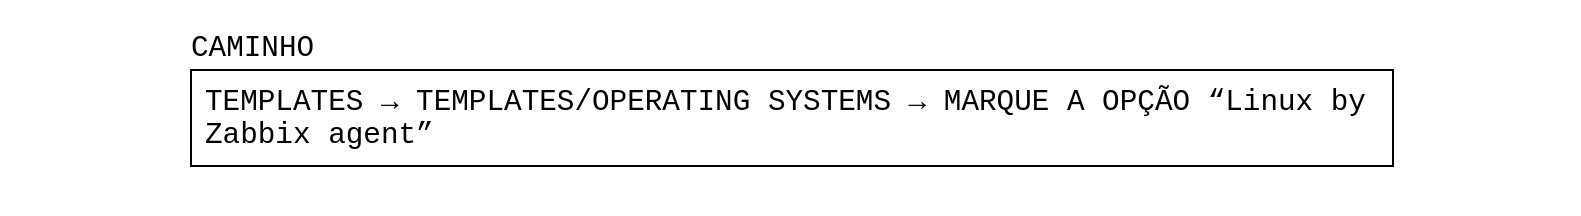 CAMINHO
TEMPLATES → TEMPLATES/OPERATING SYSTEMS → MARQUE A OPÇÃO “Linux by
Zabbix agent”